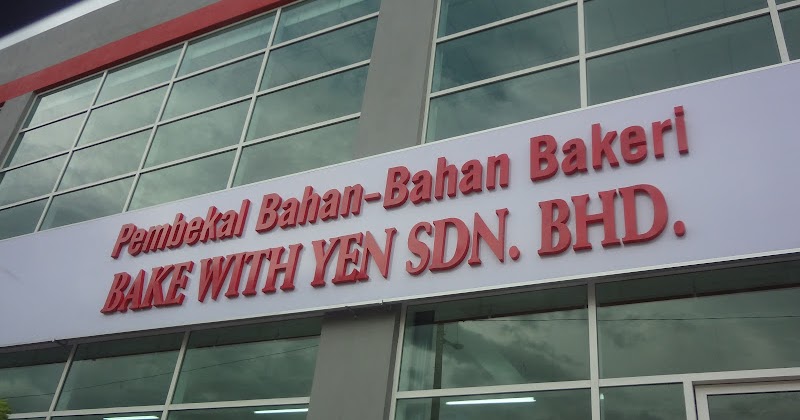 Pembekal Bahan-Bahan Bakeri
BAKE WITH YEN SDN. BHD.